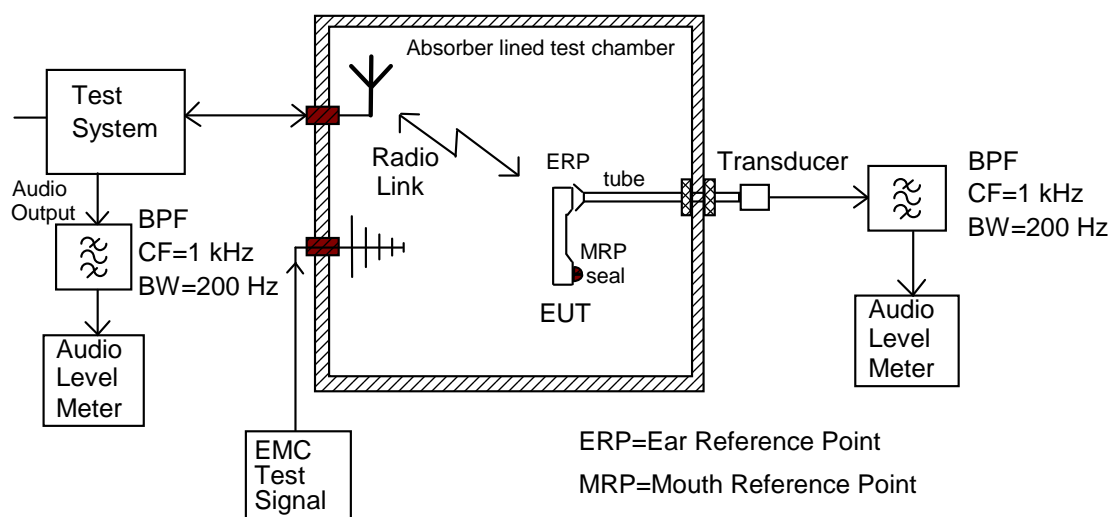 Absorber lined test chamber
Test
System
Radio
Link
ERP
tube
Transducer
BPF
CF=1 kHz
BW=200 Hz
Audio
Output
BPF
CF=1 kHz
BW=200 Hz
MRP
seal
EUT
Audio
Level
Meter
Audio
Level
Meter
EMC
Test
Signal
ERP=Ear Reference Point
MRP=Mouth Reference Point